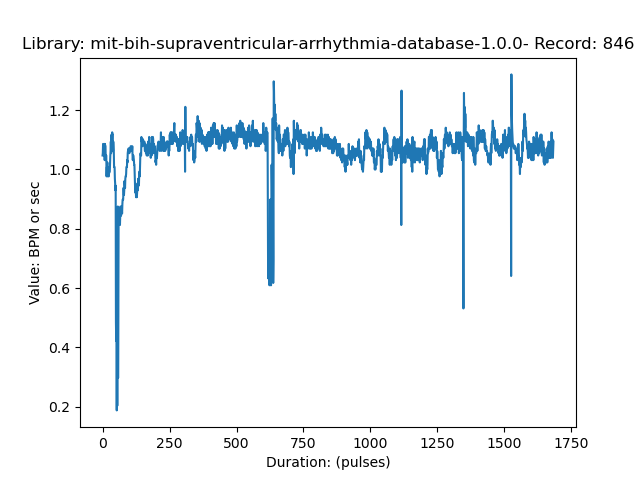 Library: mit-bih-supraventricular-arrhythmia-database-1.0.0- Record: 846
1.2
1.0
0.8
0.6
0.4
0.2
Value: BPM or sec
0 250 500 750 1000 1250 1500 1750
Duration: (pulses)